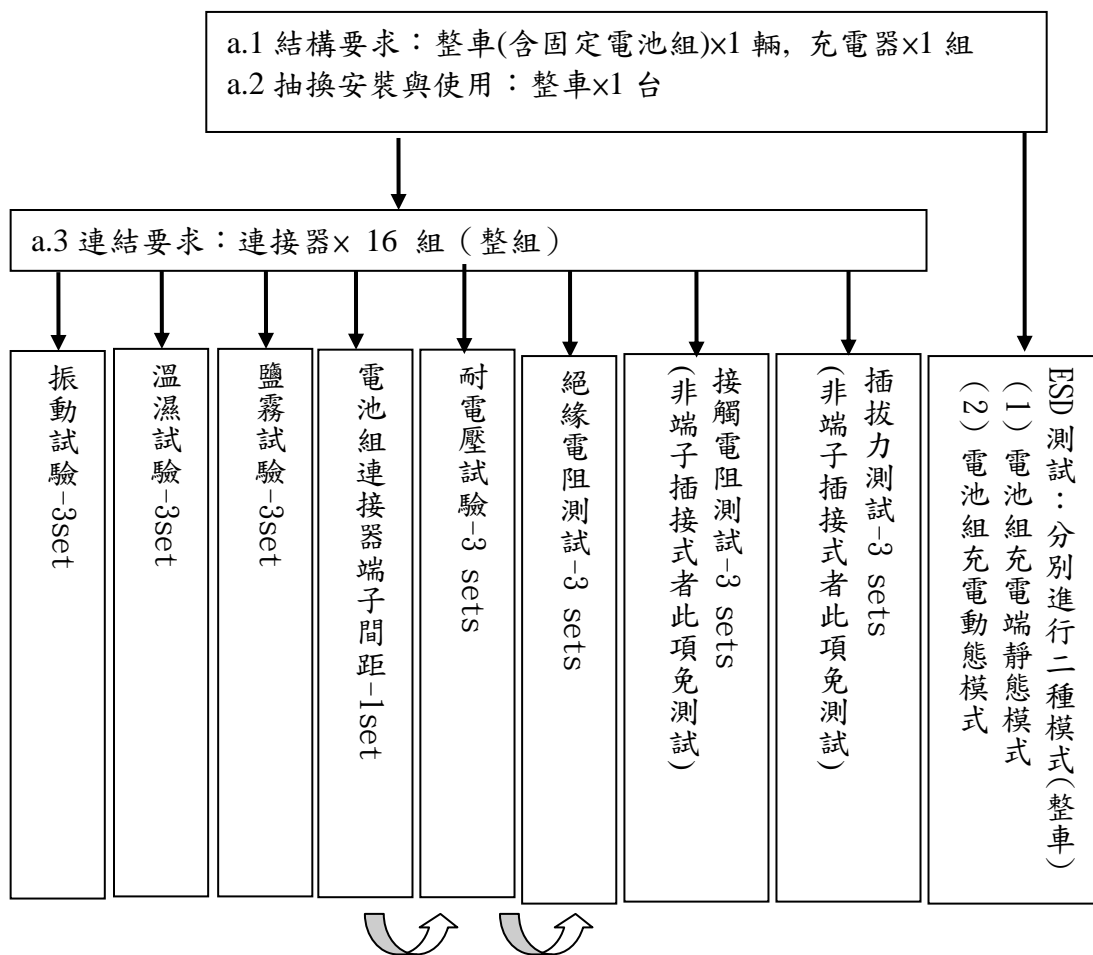 a.1 結構要求：整車(含固定電池組)×1 輛, 充電器×1 組
a.2 抽換安裝與使用：整車×1 台
a.3 連結要求：連接器× 16 組（整組）
振動試驗-3set
溫濕試驗-3set
鹽霧試驗-3set
電池組連接器端子間距-1set
耐電壓試驗-3 sets
絕緣電阻測試-3 sets
接觸電阻測試-3 sets
(非端子插接式者此項免測試)
插拔力測試-3 sets
(非端子插接式者此項免測試)
ESD 測試：分別進行二種模式(整車)
(1) 電池組充電端靜態模式
(2) 電池組充電動態模式